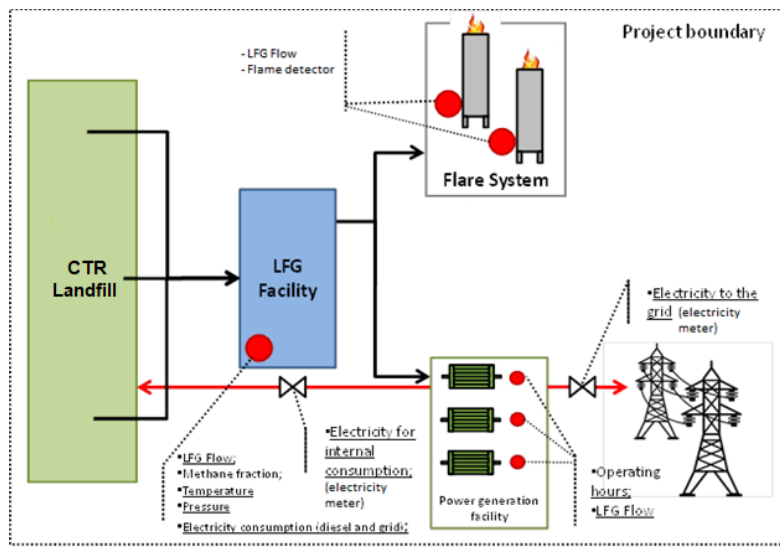 Project boundary
- LFG Flow
- Flame detector
Flare System
CTR
Landfill
LFG
Facility
▪Electricity to the
grid (electricity
meter)
▪LFG Flow;
▪Methane fraction;
▪Temperature
▪Pressure
▪Electricity consumption (diesel and grid);
▪Electricity for
internal
consumption;
(electricity
meter)
Power generation
facility
▪Operating
hours;
▪LFG Flow